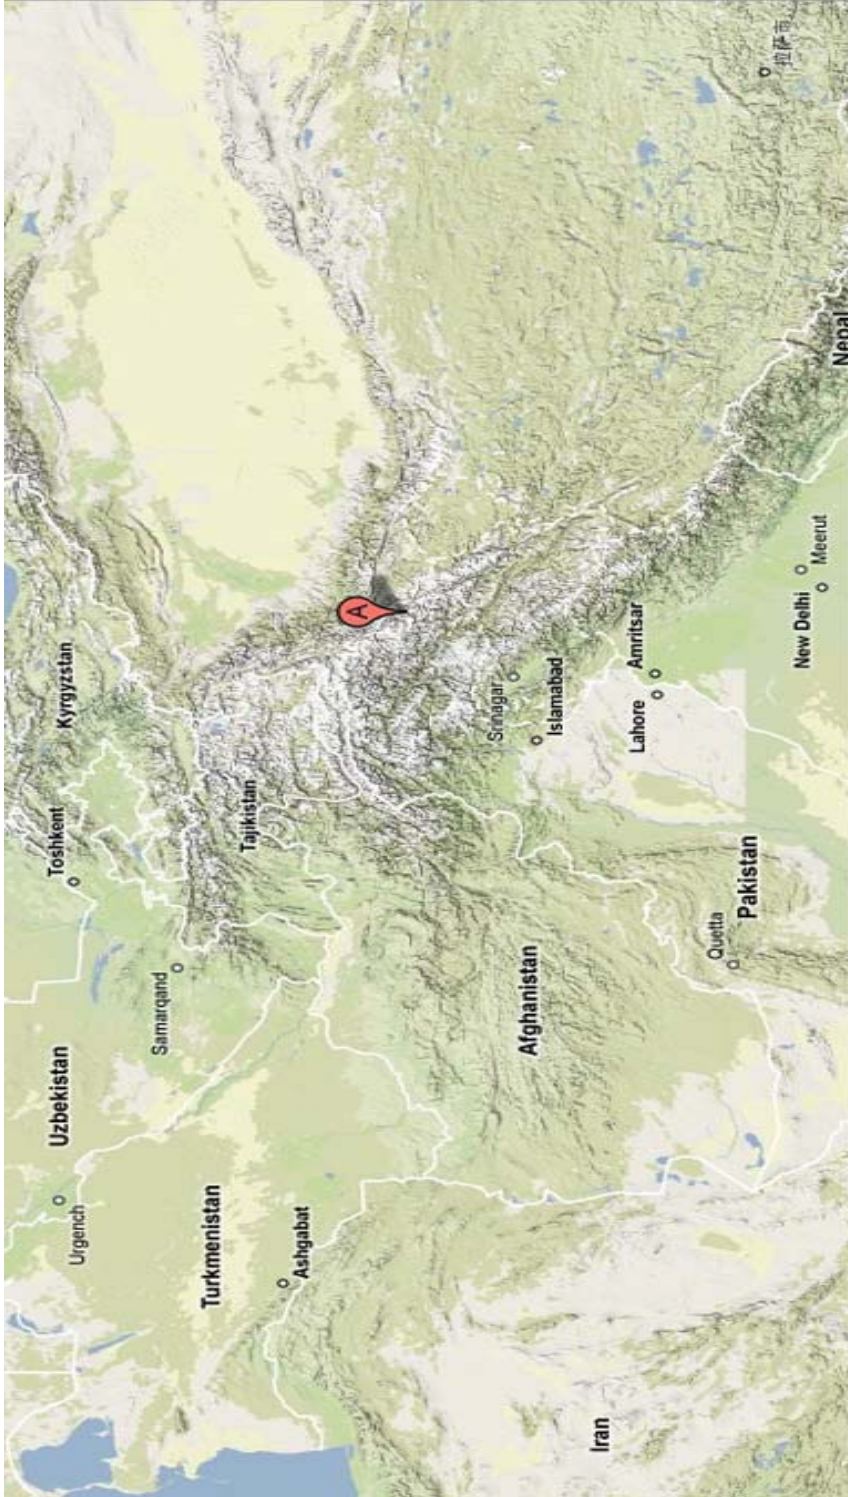 Toshkent
Uzbekistan
Kyrgyzstan
Urgench
Samarqand
Turkmenistan
Tajikistan
Ashgabat
A
Srinagar
Afghanistan
Islamabad
Iran
Lahore
Amritsar
Quetta
Pakistan
拉萨市
New Delhi
Meerut
Nepal